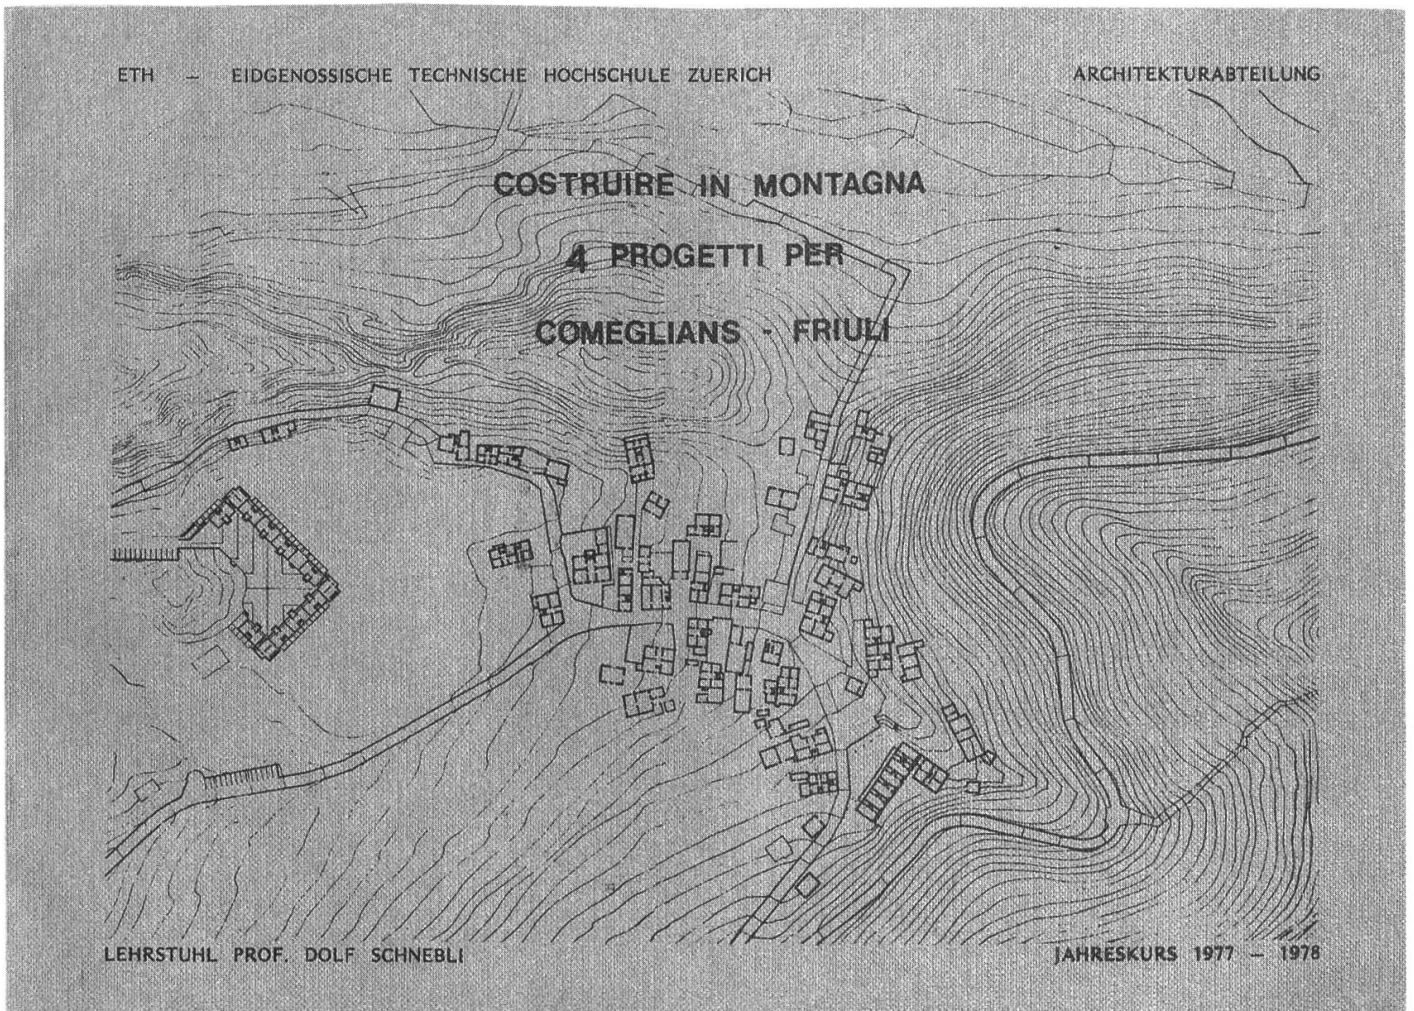 ETH – EIDGENOSSISCHE TECHNISCHE HOCHSCHULE ZUERICH ARCHITEKTURABTEILUNG
COSTRUIRE IN MONTAGNA
4 PROGETTI PER
COMEGLIANS - FRIULI
LEHRSTUHL PROF. DOLF SCHNEBLI JAHRESKURS 1977 – 1978